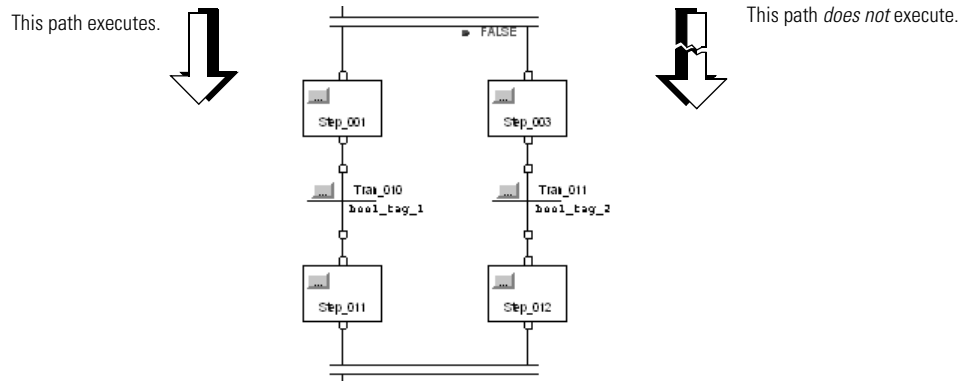 This path executes.
This path does not execute.
FALSE
...
...
Step_001
Step_003
...
Tran_010
...
Tran_011
bool_tag_1
bool_tag_2
...
...
Step_011
Step_012